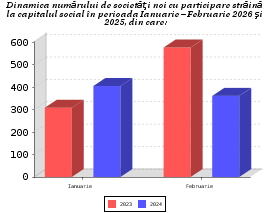 Dinamica numărului de societăţi noi cu participare străină
la capitalul social în perioada Ianuarie – Februarie 2026 şi
2025, din care:
600
500
400
300
200
100
0
Ianuarie
Februarie
2023
2024